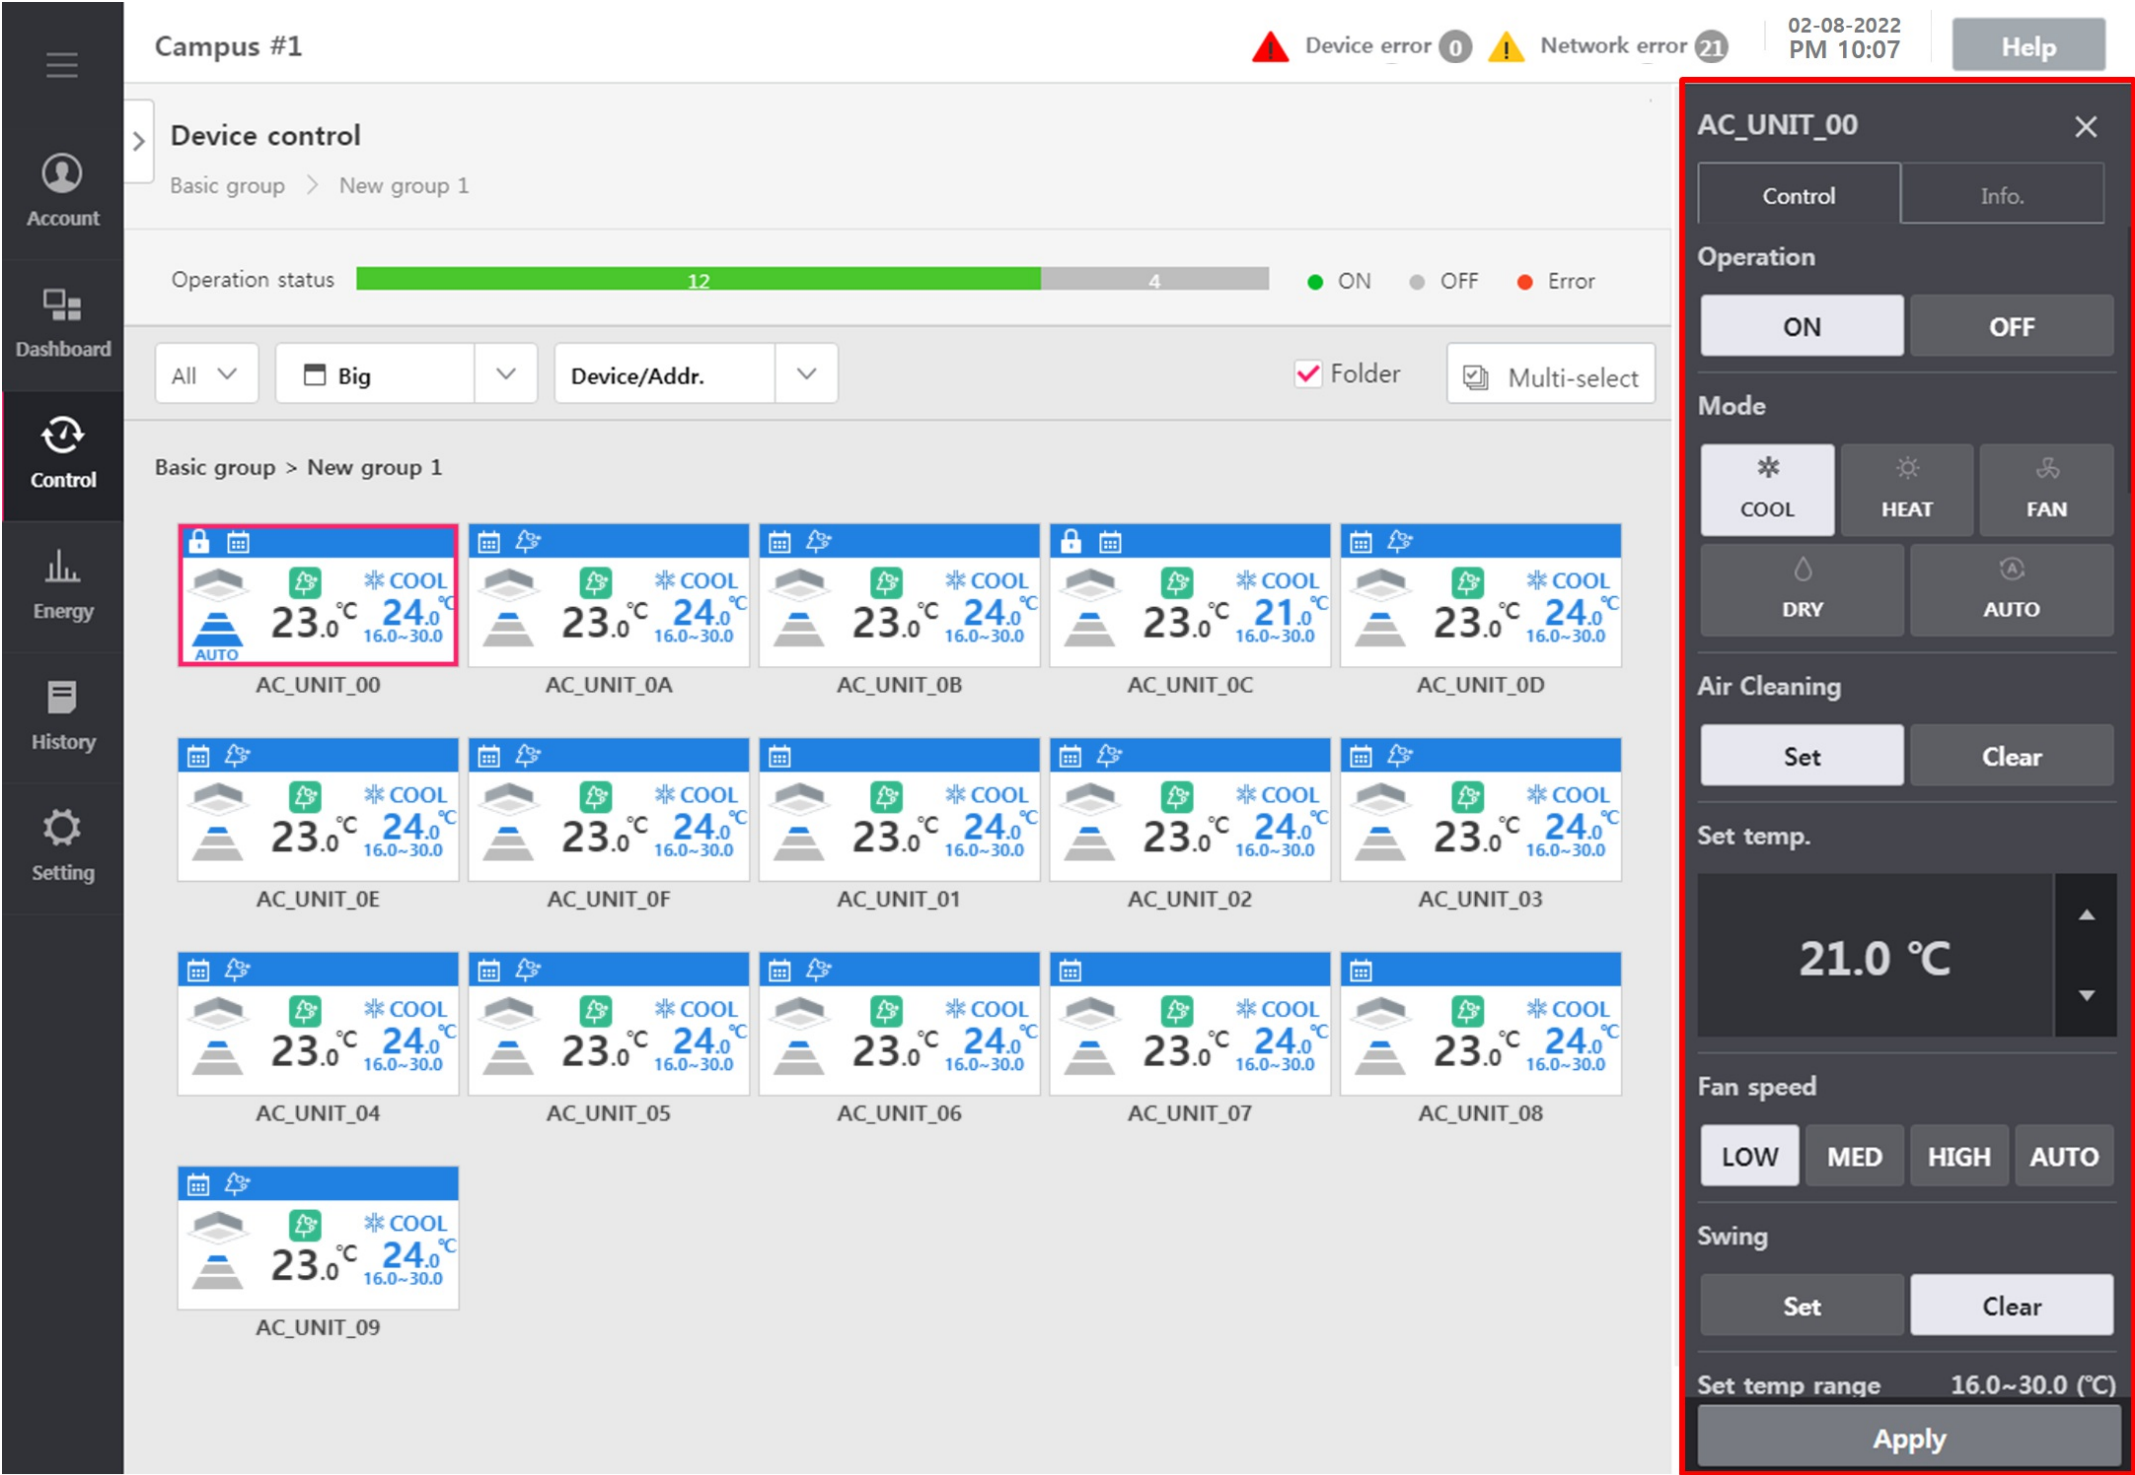 Campus #1
Device error 0
Network error 21
02-08-2022
PM 10:07
Help
Account
Dashboard
Control
Energy
History
Setting
Device control
Basic group > New group 1
Operation status 12 4 ON OFF Error
All Big Device/Addr. Folder Multi-select
Basic group > New group 1
COOL
23.0℃ 24.0℃
16.0~30.0
AUTO
AC_UNIT_00
COOL
23.0℃ 24.0℃
16.0~30.0
AC_UNIT_0A
COOL
23.0℃ 24.0℃
16.0~30.0
AC_UNIT_0B
COOL
23.0℃ 21.0℃
16.0~30.0
AC_UNIT_0C
COOL
23.0℃ 24.0℃
16.0~30.0
AC_UNIT_0D
COOL
23.0℃ 24.0℃
16.0~30.0
AC_UNIT_0E
COOL
23.0℃ 24.0℃
16.0~30.0
AC_UNIT_0F
COOL
23.0℃ 24.0℃
16.0~30.0
AC_UNIT_01
COOL
23.0℃ 24.0℃
16.0~30.0
AC_UNIT_02
COOL
23.0℃ 24.0℃
16.0~30.0
AC_UNIT_03
COOL
23.0℃ 24.0℃
16.0~30.0
AC_UNIT_04
COOL
23.0℃ 24.0℃
16.0~30.0
AC_UNIT_05
COOL
23.0℃ 24.0℃
16.0~30.0
AC_UNIT_06
COOL
23.0℃ 24.0℃
16.0~30.0
AC_UNIT_07
COOL
23.0℃ 24.0℃
16.0~30.0
AC_UNIT_08
COOL
23.0℃ 24.0℃
16.0~30.0
AC_UNIT_09
AC_UNIT_00
Control Info.
Operation
ON OFF
Mode
COOL HEAT FAN
DRY AUTO
Air Cleaning
Set Clear
Set temp.
21.0 ℃
Fan speed
LOW MED HIGH AUTO
Swing
Set Clear
Set temp range 16.0~30.0 (℃)
Apply